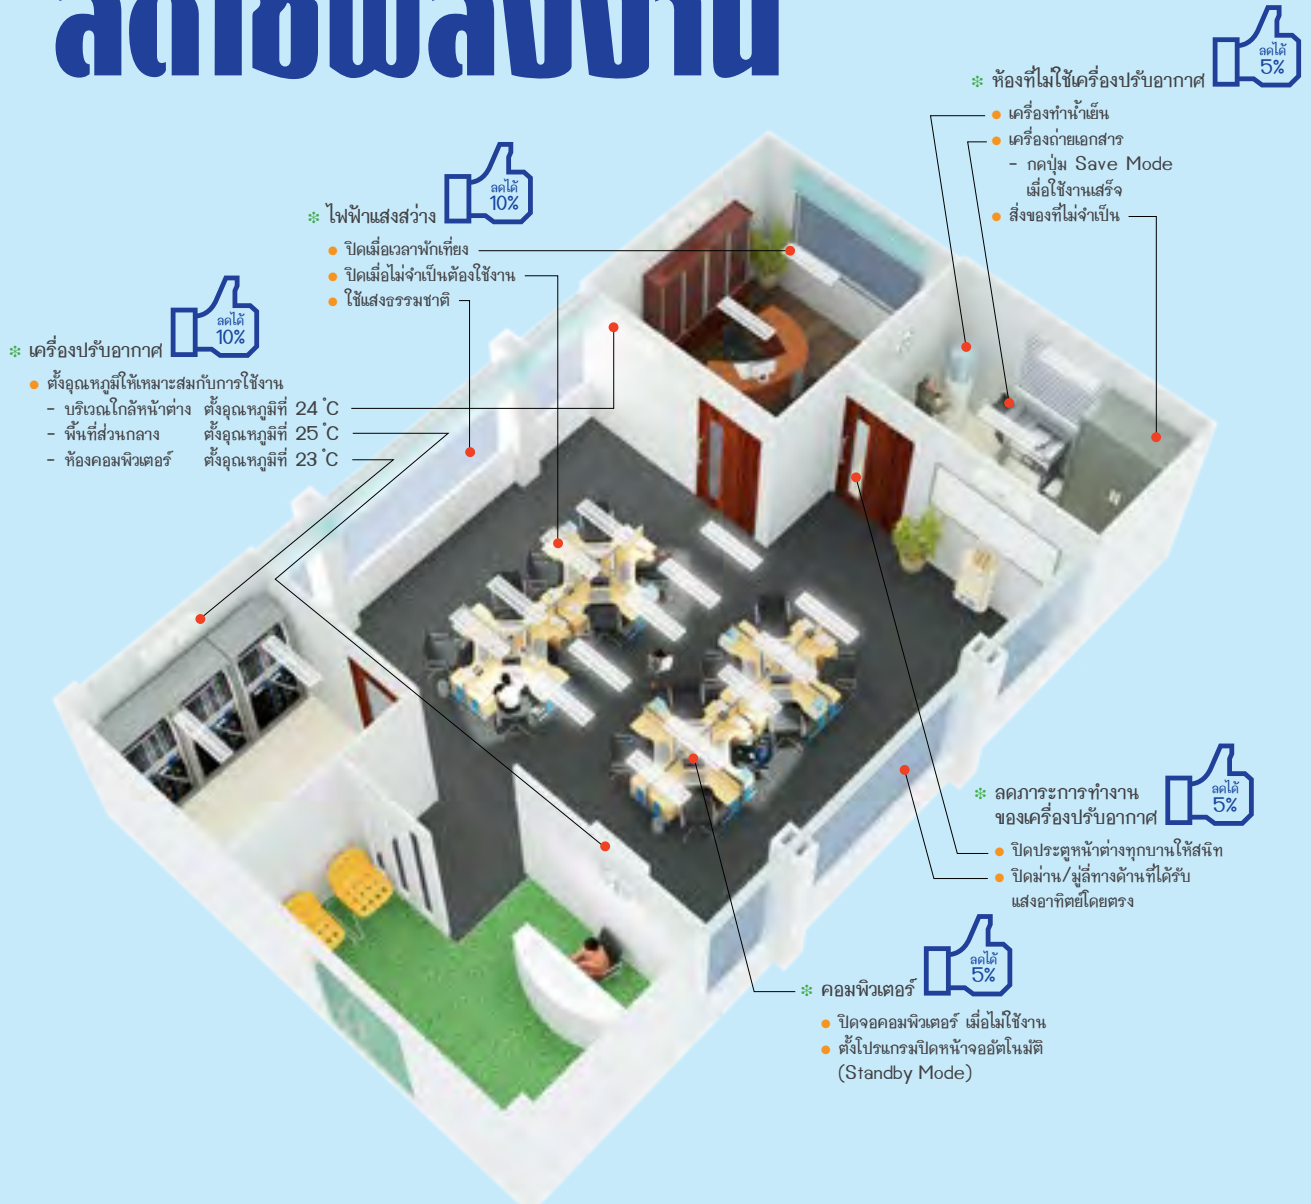 ลดใช้พลังงาน
ลดได้
5%
❇ ห้องที่ไม่ใช้เครื่องปรับอากาศ
• เครื่องทำน้ำเย็น
• เครื่องถ่ายเอกสาร
- กดปุ่ม Save Mode
เมื่อใช้งานเสร็จ
• สิ่งของที่ไม่จำเป็น
ลดได้
10%
❇ ไฟฟ้าแสงสว่าง
• ปิดเมื่อเวลาพักเที่ยง
• ปิดเมื่อไม่จำเป็นต้องใช้งาน
• ใช้แสงธรรมชาติ
ลดได้
10%
❇ เครื่องปรับอากาศ
• ตั้งอุณหภูมิให้เหมาะสมกับการใช้งาน
- บริเวณใกล้หน้าต่าง ตั้งอุณหภูมิที่ 24 °C
- พื้นที่ส่วนกลาง ตั้งอุณหภูมิที่ 25 °C
- ห้องคอมพิวเตอร์ ตั้งอุณหภูมิที่ 23 °C
ลดได้
5%
❇ ลดภาระการทำงาน
ของเครื่องปรับอากาศ
• ปิดประตูหน้าต่างทุกบานให้สนิท
• ปิดม่าน/มู่ลี่ทางด้านที่ได้รับ
แสงอาทิตย์โดยตรง
ลดได้
5%
❇ คอมพิวเตอร์
• ปิดจอคอมพิวเตอร์ เมื่อไม่ใช้งาน
• ตั้งโปรแกรมปิดหน้าจออัตโนมัติ
(Standby Mode)